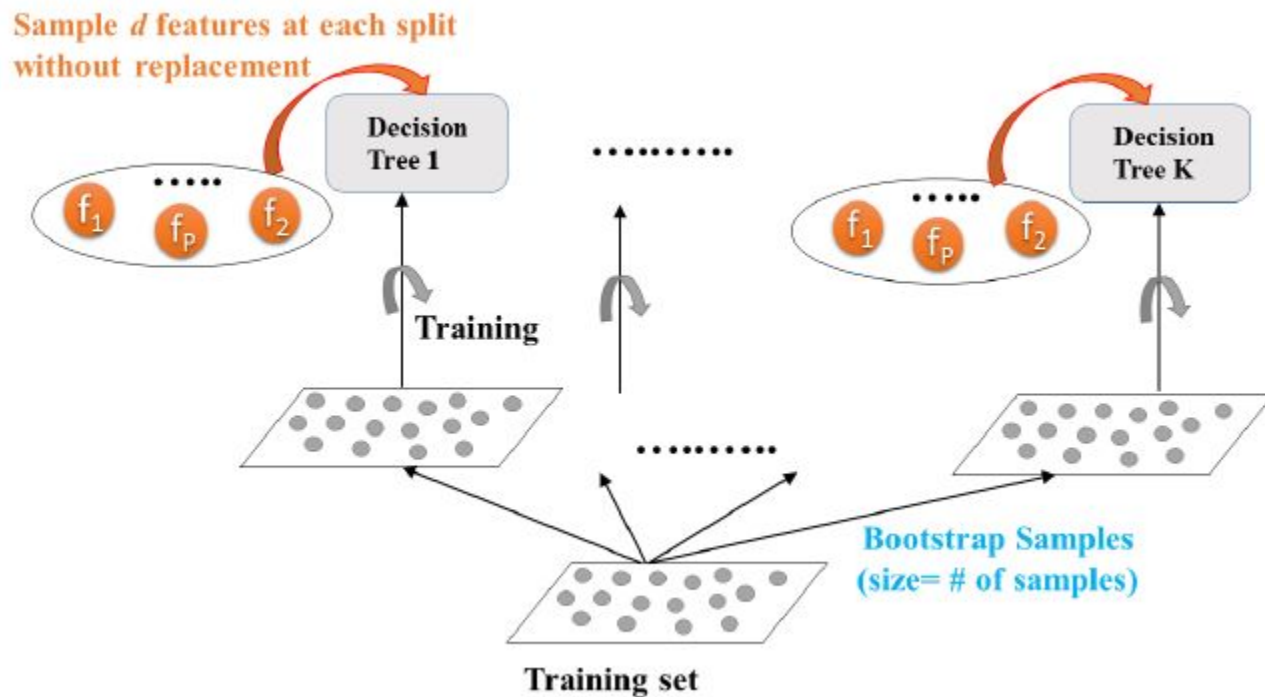 Sample d features at each split
without replacement
Decision
Tree 1
..........
Decision
Tree K
.....
f1
fP
f2
.....
f1
fP
f2
Training
..........
Bootstrap Samples
(size= # of samples)
Training set